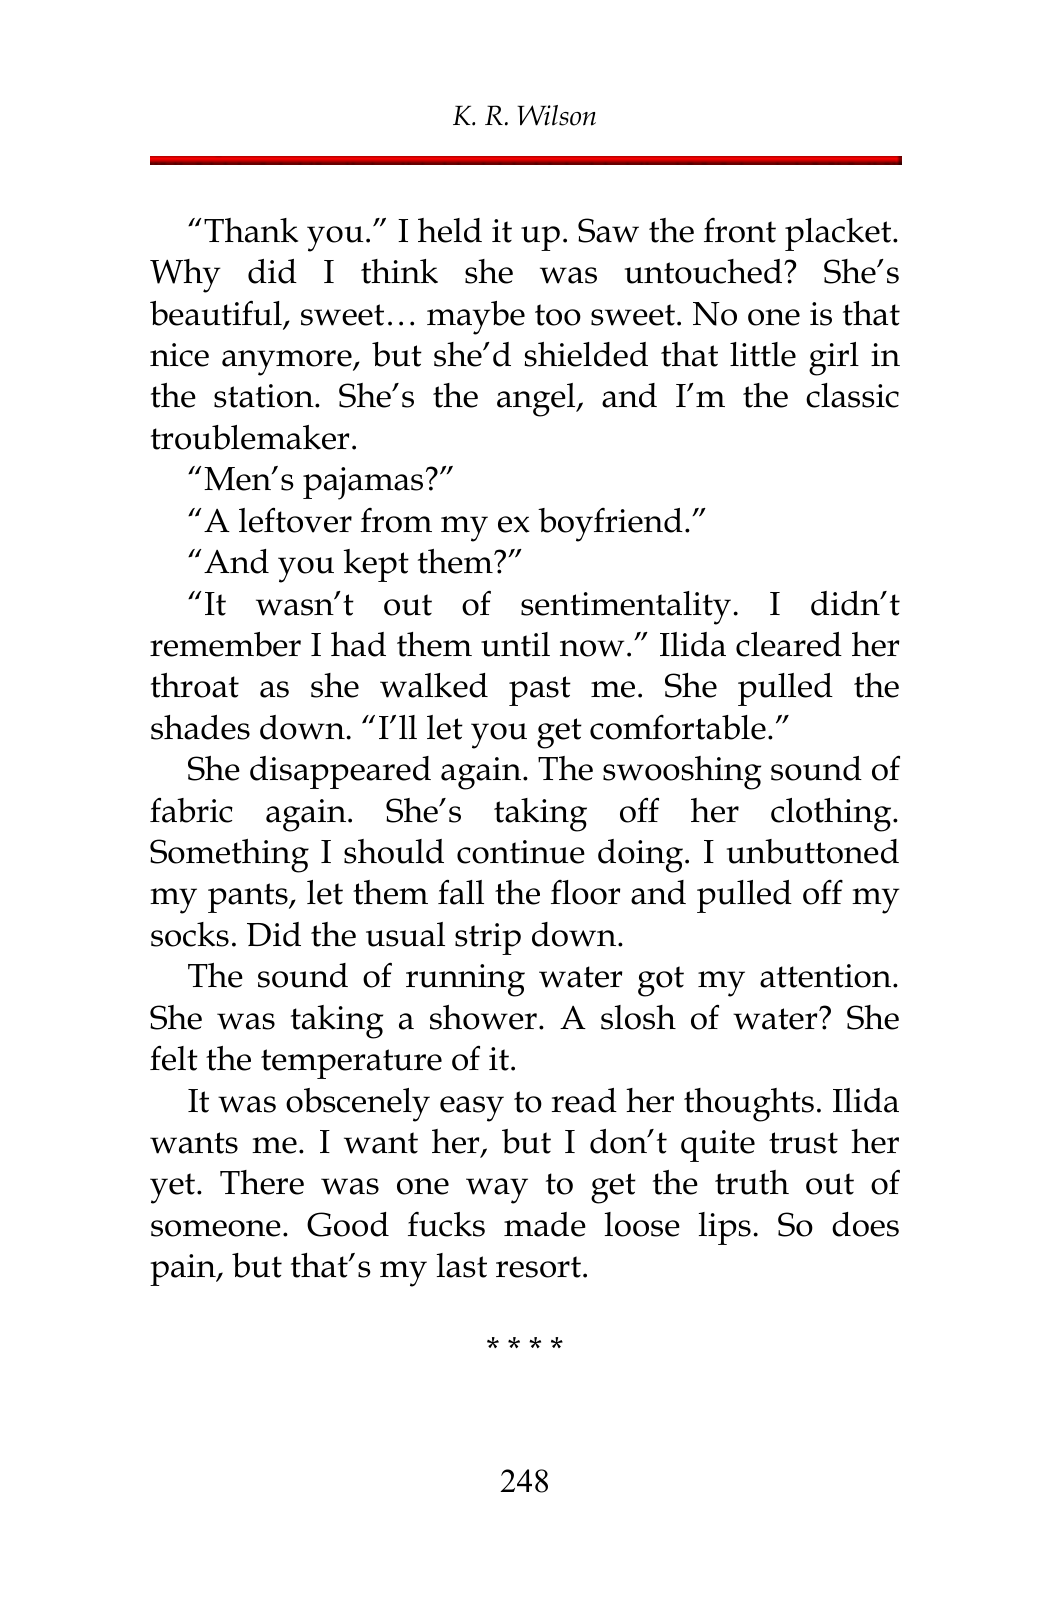 K. R. Wilson
“Thank you.” I held it up. Saw the front placket.
Why did I think she was untouched? She’s
beautiful, sweet… maybe too sweet. No one is that
nice anymore, but she’d shielded that little girl in
the station. She’s the angel, and I’m the classic
troublemaker.
“Men’s pajamas?”
“A leftover from my ex boyfriend.”
“And you kept them?”
“It wasn’t out of sentimentality. I didn’t
remember I had them until now.” Ilida cleared her
throat as she walked past me. She pulled the
shades down. “I’ll let you get comfortable.”
She disappeared again. The swooshing sound of
fabric again. She’s taking off her clothing.
Something I should continue doing. I unbuttoned
my pants, let them fall the floor and pulled off my
socks. Did the usual strip down.
The sound of running water got my attention.
She was taking a shower. A slosh of water? She
felt the temperature of it.
It was obscenely easy to read her thoughts. Ilida
wants me. I want her, but I don’t quite trust her
yet. There was one way to get the truth out of
someone. Good fucks made loose lips. So does
pain, but that’s my last resort.
* * * *
248